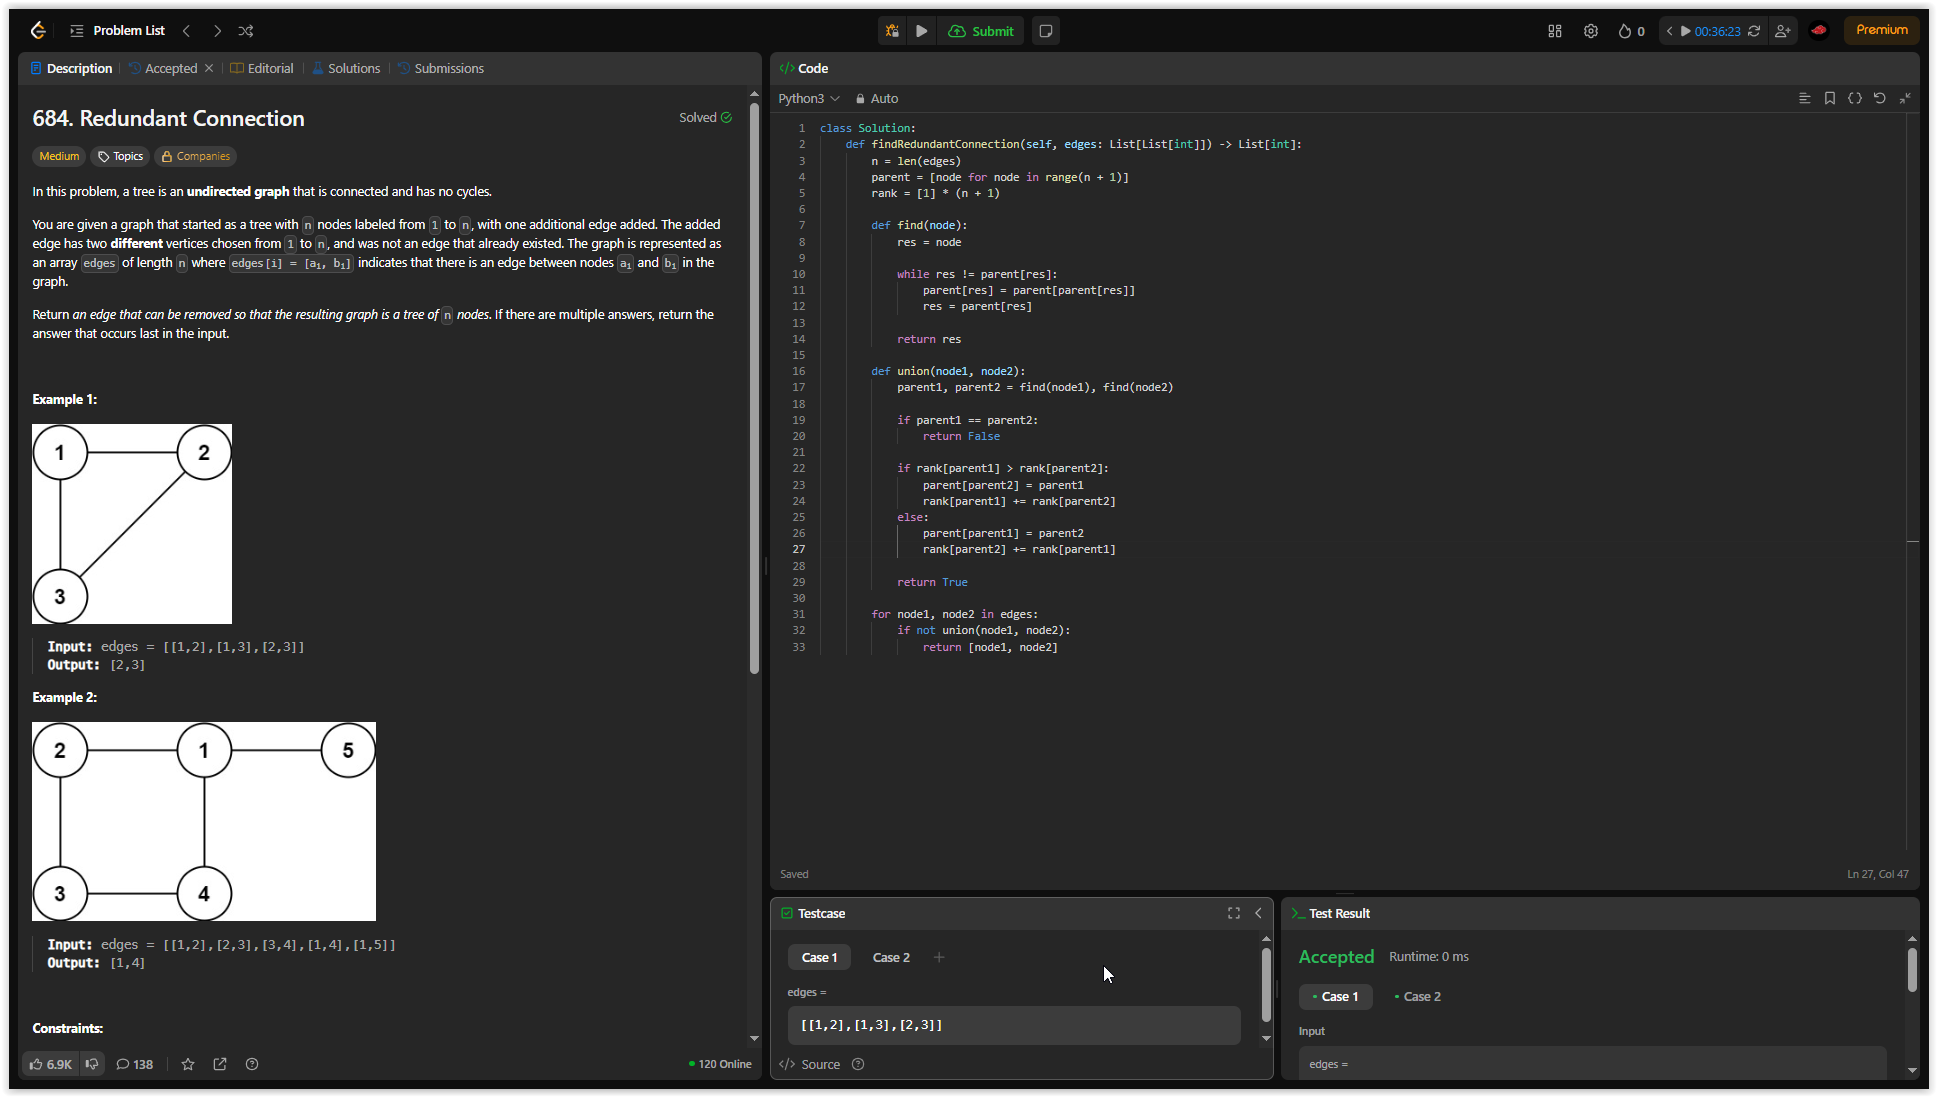 Problem List
Submit
0
00:36:23
Premium
Description
Accepted
Editorial
Solutions
Submissions
684. Redundant Connection
Solved
Medium
Topics
Companies
In this problem, a tree is an undirected graph that is connected and has no cycles.
You are given a graph that started as a tree with n nodes labeled from 1 to n, with one additional edge added. The added
edge has two different vertices chosen from 1 to n, and was not an edge that already existed. The graph is represented as
an array edges of length n where edges[i] = [aᵢ, bᵢ] indicates that there is an edge between nodes aᵢ and bᵢ in the
graph.
Return an edge that can be removed so that the resulting graph is a tree of n nodes. If there are multiple answers, return the
answer that occurs last in the input.
Example 1:
1
2
3
Input: edges = [[1,2],[1,3],[2,3]]
Output: [2,3]
Example 2:
2
1
5
3
4
Input: edges = [[1,2],[2,3],[3,4],[1,4],[1,5]]
Output: [1,4]
Constraints:
6.9K
138
120 Online
</> Code
Python3
Auto
1 class Solution:
2     def findRedundantConnection(self, edges: List[List[int]]) -> List[int]:
3         n = len(edges)
4         parent = [node for node in range(n + 1)]
5         rank = [1] * (n + 1)
6
7         def find(node):
8             res = node
9
10             while res != parent[res]:
11                 parent[res] = parent[parent[res]]
12                 res = parent[res]
13
14             return res
15
16         def union(node1, node2):
17             parent1, parent2 = find(node1), find(node2)
18
19             if parent1 == parent2:
20                 return False
21
22             if rank[parent1] > rank[parent2]:
23                 parent[parent2] = parent1
24                 rank[parent1] += rank[parent2]
25             else:
26                 parent[parent1] = parent2
27                 rank[parent2] += rank[parent1]
28
29             return True
30
31         for node1, node2 in edges:
32             if not union(node1, node2):
33                 return [node1, node2]
Saved
Ln 27, Col 47
Testcase
Case 1
Case 2
+
edges =
[[1,2],[1,3],[2,3]]
</> Source
>_ Test Result
Accepted
Runtime: 0 ms
Case 1
Case 2
Input
edges =